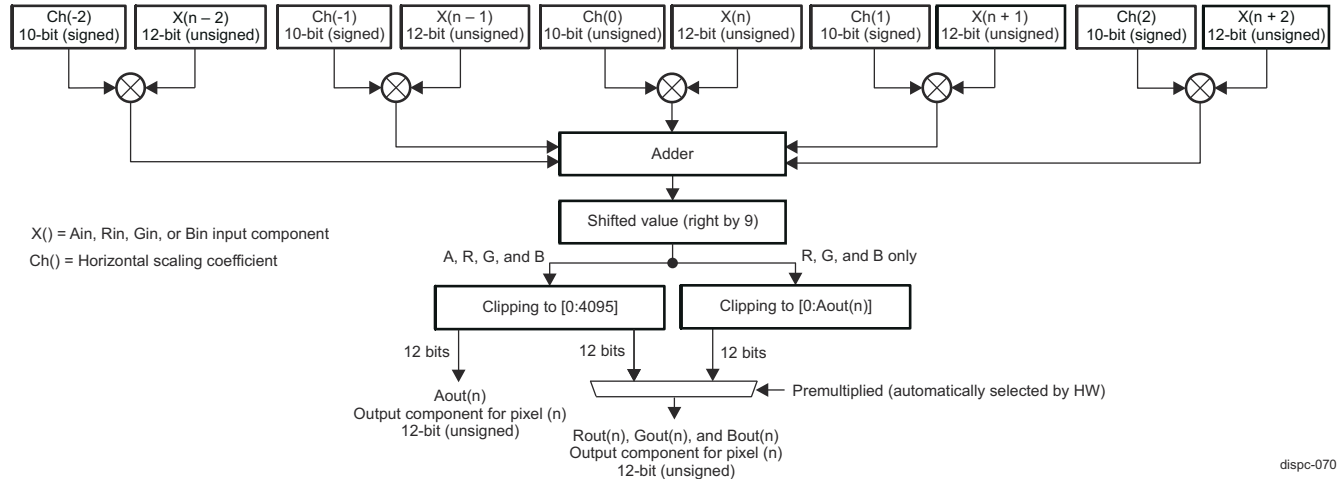 Ch(-2)
10-bit (signed)
X(n – 2)
12-bit (unsigned)
Ch(-1)
10-bit (signed)
X(n – 1)
12-bit (unsigned)
Ch(0)
10-bit (signed)
X(n)
12-bit (unsigned)
Ch(1)
10-bit (signed)
X(n + 1)
12-bit (unsigned)
Ch(2)
10-bit (signed)
X(n + 2)
12-bit (unsigned)
Adder
Shifted value (right by 9)
X() = Ain, Rin, Gin, or Bin input component
Ch() = Horizontal scaling coefficient
A, R, G, and B
R, G, and B only
Clipping to [0:4095]
Clipping to [0:Aout(n)]
12 bits
12 bits
12 bits
Premultiplied (automatically selected by HW)
Aout(n)
Output component for pixel (n)
12-bit (unsigned)
Rout(n), Gout(n), and Bout(n)
Output component for pixel (n)
12-bit (unsigned)
dispc-070